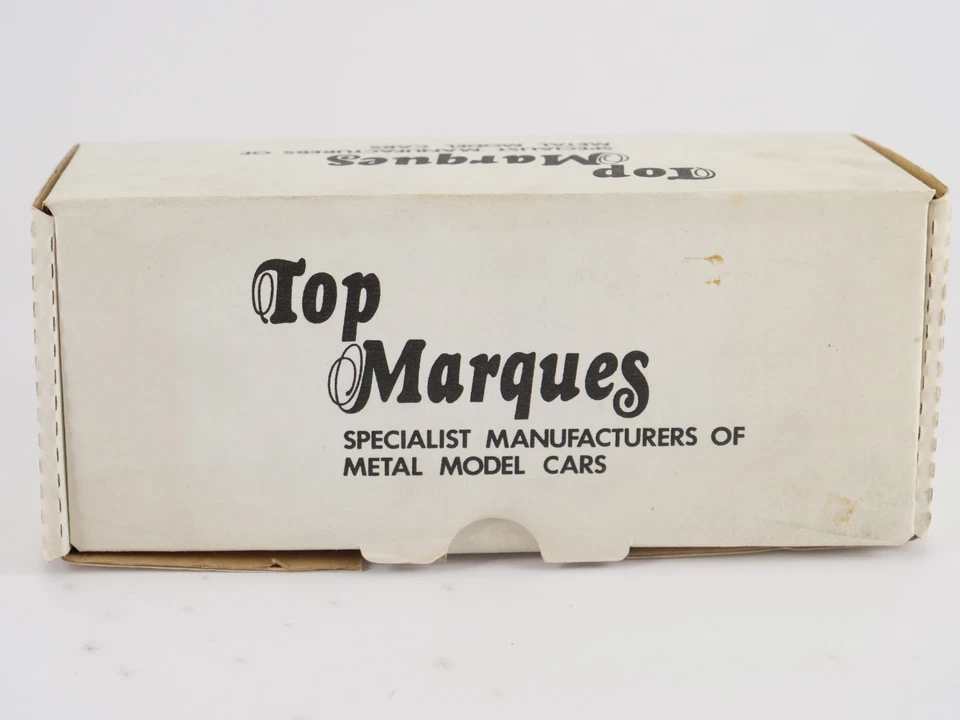 Top
Marques
SPECIALIST MANUFACTURERS OF
METAL MODEL CARS
Top
Marques
SPECIALIST MANUFACTURERS OF
METAL MODEL CARS